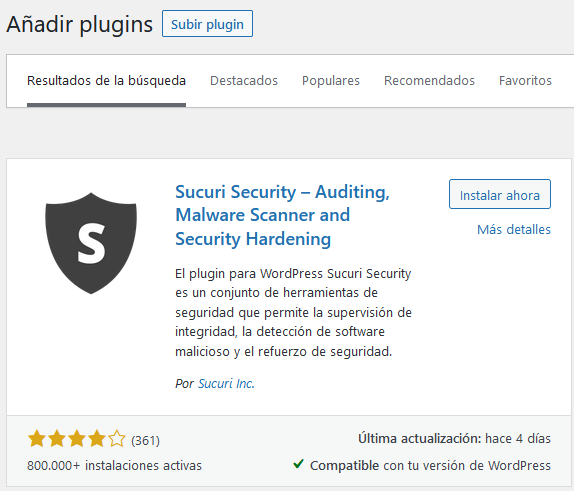 Añadir plugins Subir plugin
Resultados de la búsqueda Destacados Populares Recomendados Favoritos
S
Sucuri Security – Auditing,
Malware Scanner and
Security Hardening
Instalar ahora
Más detalles
El plugin para WordPress Sucuri Security
es un conjunto de herramientas de
seguridad que permite la supervisión de
integridad, la detección de software
malicioso y el refuerzo de seguridad.
Por Sucuri Inc.
(361)
800.000+ instalaciones activas
Última actualización: hace 4 días
Compatible con tu versión de WordPress